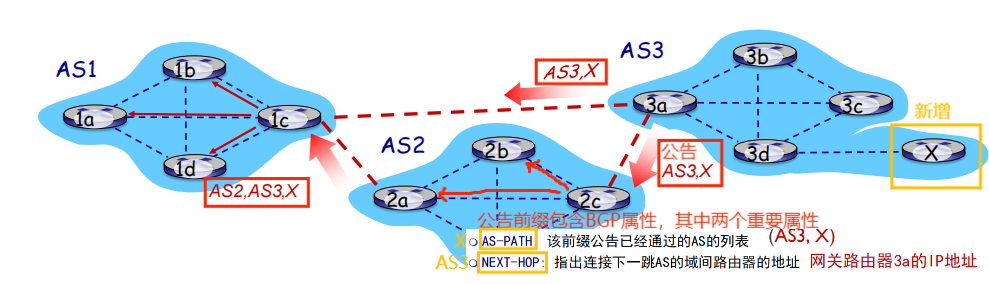 AS1
1b
1a
1c
1d
AS2,AS3,X
AS3,X
AS2
2b
2a
2c
公告
AS3,X
AS3
3b
3a
3c
3d
新增
X
公告前缀包含BGP属性，其中两个重要属性
X AS-PATH 该前缀公告已经通过的AS的列表 (AS3, X)
AS3 NEXT-HOP: 指出连接下一跳AS的域间路由器的地址 网关路由器3a的IP地址